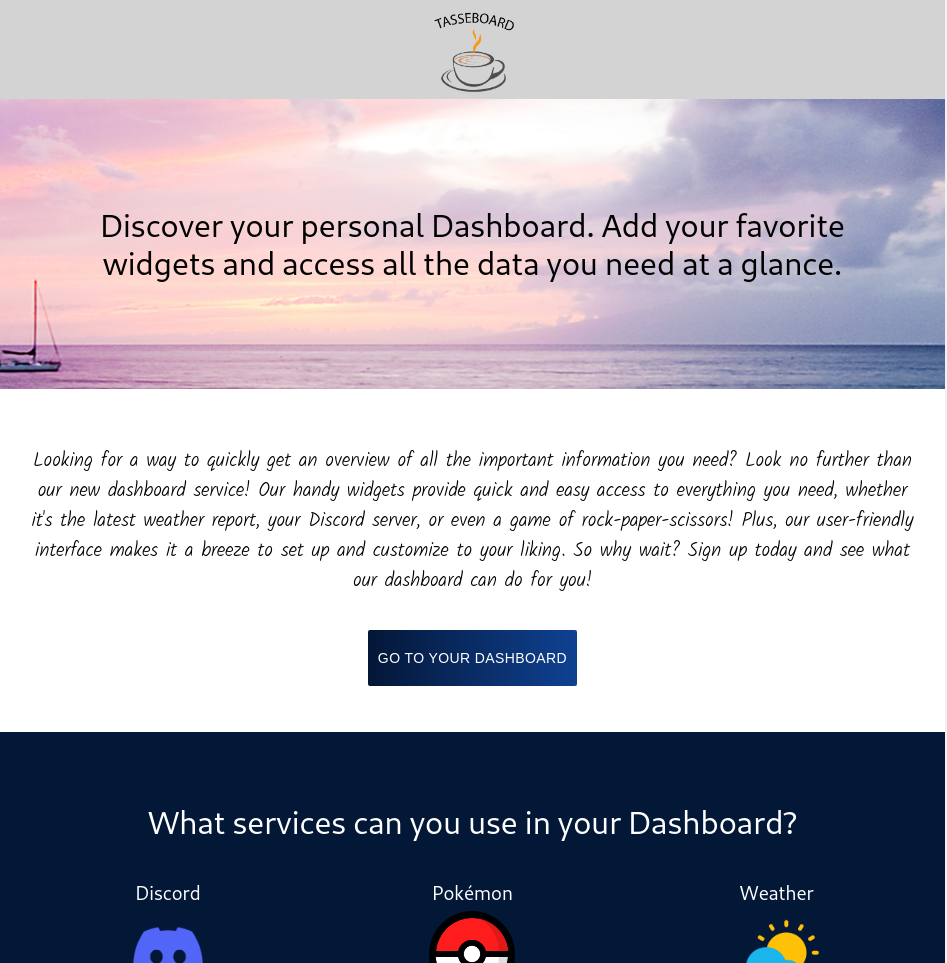 TASSEBOARD
Discover your personal Dashboard. Add your favorite
widgets and access all the data you need at a glance.
Looking for a way to quickly get an overview of all the important information you need? Look no further than
our new dashboard service! Our handy widgets provide quick and easy access to everything you need, whether
it's the latest weather report, your Discord server, or even a game of rock-paper-scissors! Plus, our user-friendly
interface makes it a breeze to set up and customize to your liking. So why wait? Sign up today and see what
our dashboard can do for you!
GO TO YOUR DASHBOARD
What services can you use in your Dashboard?
Discord Pokémon Weather